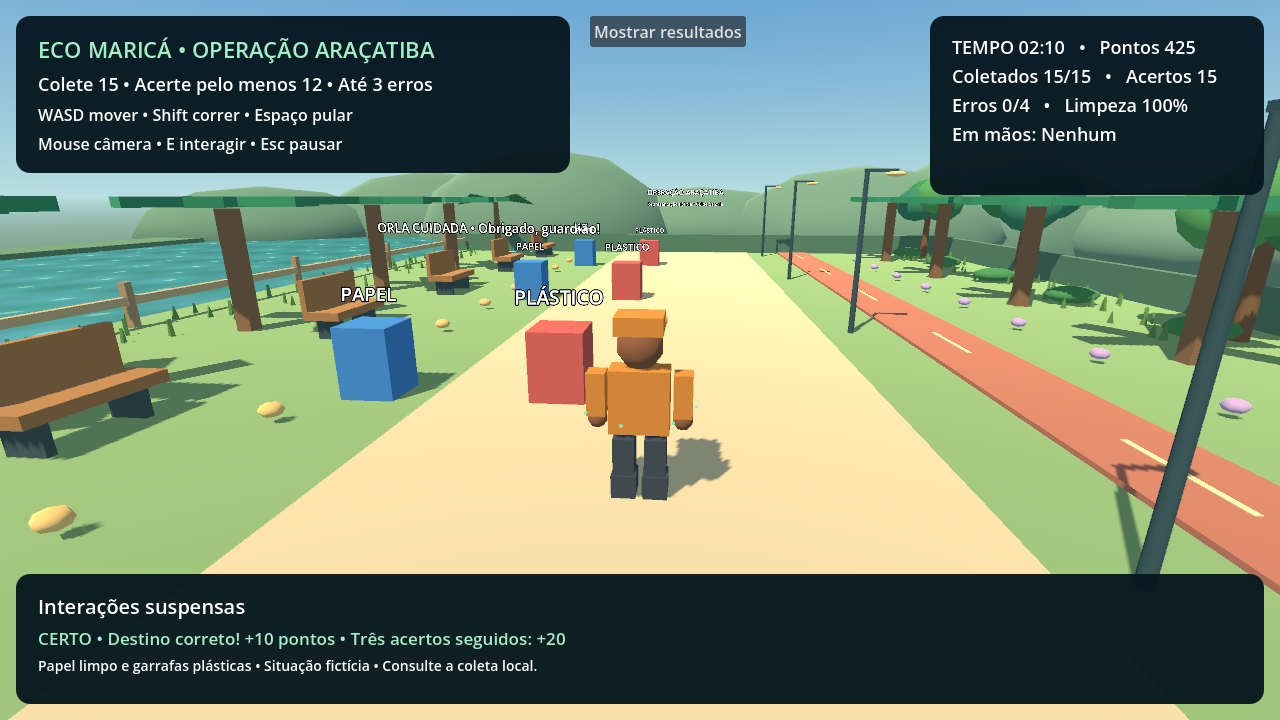 ECO MARICÁ • OPERAÇÃO ARAÇATIBA
Colete 15 • Acerte pelo menos 12 • Até 3 erros
WASD mover • Shift correr • Espaço pular
Mouse câmera • E interagir • Esc pausar
Mostrar resultados
TEMPO 02:10 • Pontos 425
Coletados 15/15 • Acertos 15
Erros 0/4 • Limpeza 100%
Em mãos: Nenhum
OPERAÇÃO ARAÇATIBA
ORLA CUIDADA • Obrigado, guardião!
PLÁSTICO
PAPEL
PLÁSTICO
PAPEL
PLÁSTICO
Interações suspensas
CERTO • Destino correto! +10 pontos • Três acertos seguidos: +20
Papel limpo e garrafas plásticas • Situação fictícia • Consulte a coleta local.